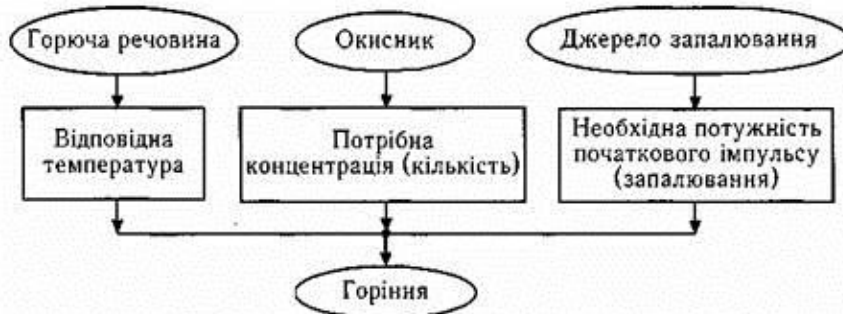 Горюча речовина
Окисник
Джерело запалювання
Відповідна
температура
Потрібна
концентрація (кількість)
Необхідна потужність
початкового імпульсу
(запалювання)
Горіння